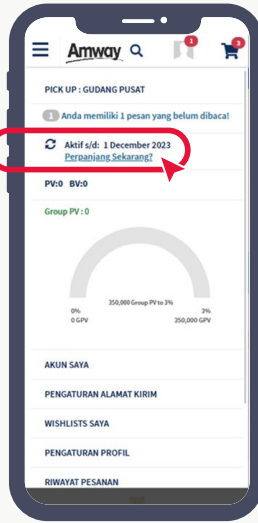 Amway
1
3
PICK UP : GUDANG PUSAT
1 Anda memiliki 1 pesan yang belum dibaca!
Aktif s/d: 1 December 2023
Perpanjang Sekarang?
PV:0 BV:0
Group PV : 0
350,000 Group PV to 3%
0% 3%
0 GPV 350,000 GPV
AKUN SAYA
PENGATURAN ALAMAT KIRIM
WISHLISTS SAYA
PENGATURAN PROFIL
RIWAYAT PESANAN